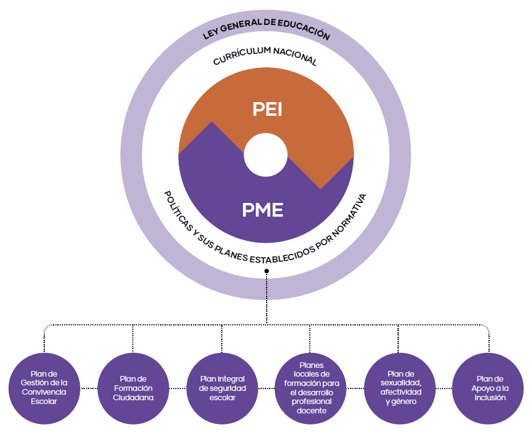 LEY GENERAL DE EDUCACIÓN
CURRÍCULUM NACIONAL
PEI
PME
POLÍTICAS Y SUS PLANES ESTABLECIDOS POR NORMATIVA
Plan de
Gestión de la
Convivencia
Escolar
Plan de
Formación
Ciudadana
Plan integral
de seguridad
escolar
Planes
locales de
formación para
el desarrollo
profesional
docente
Plan de
sexualidad,
afectividad
y género
Plan de
Apoyo a la
Inclusión